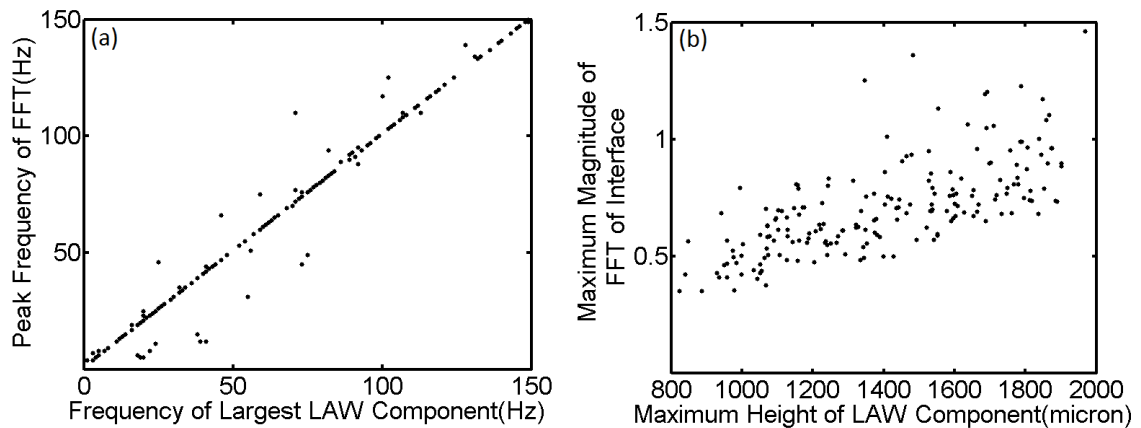 (a)
150
100
50
0 50 100 150
Peak Frequency of FFT(Hz)
Frequency of Largest LAW Component(Hz)
(b)
1.5
1
0.5
800 1000 1200 1400 1600 1800 2000
Maximum Magnitude of
FFT of Interface
Maximum Height of LAW Component(micron)